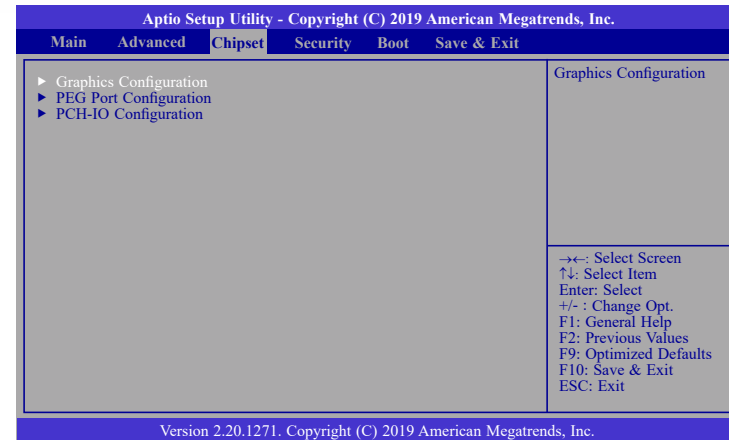 Aptio Setup Utility - Copyright (C) 2019 American Megatrends, Inc.
Main Advanced Chipset Security Boot Save & Exit
► Graphics Configuration
► PEG Port Configuration
► PCH-IO Configuration
Graphics Configuration
→←: Select Screen
↑↓: Select Item
Enter: Select
+/- : Change Opt.
F1: General Help
F2: Previous Values
F9: Optimized Defaults
F10: Save & Exit
ESC: Exit
Version 2.20.1271. Copyright (C) 2019 American Megatrends, Inc.